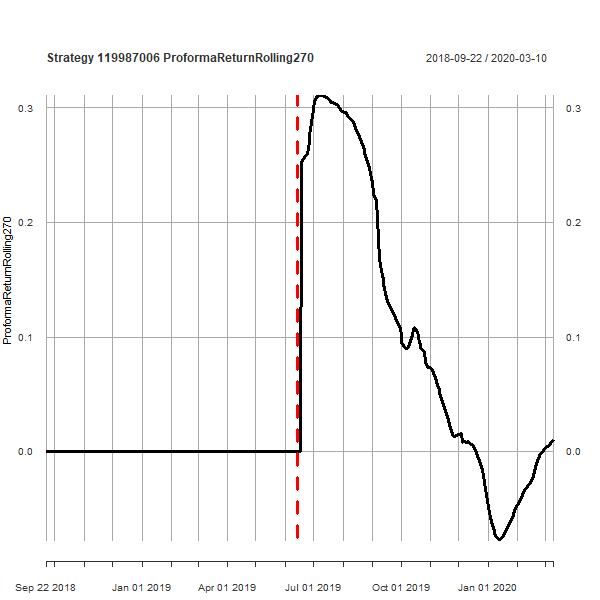 Strategy 119987006 ProformaReturnRolling270
2018-09-22 / 2020-03-10
ProformaReturnRolling270
0.3
0.2
0.1
0.0
0.3
0.2
0.1
0.0
Sep 22 2018
Jan 01 2019
Apr 01 2019
Jul 01 2019
Oct 01 2019
Jan 01 2020